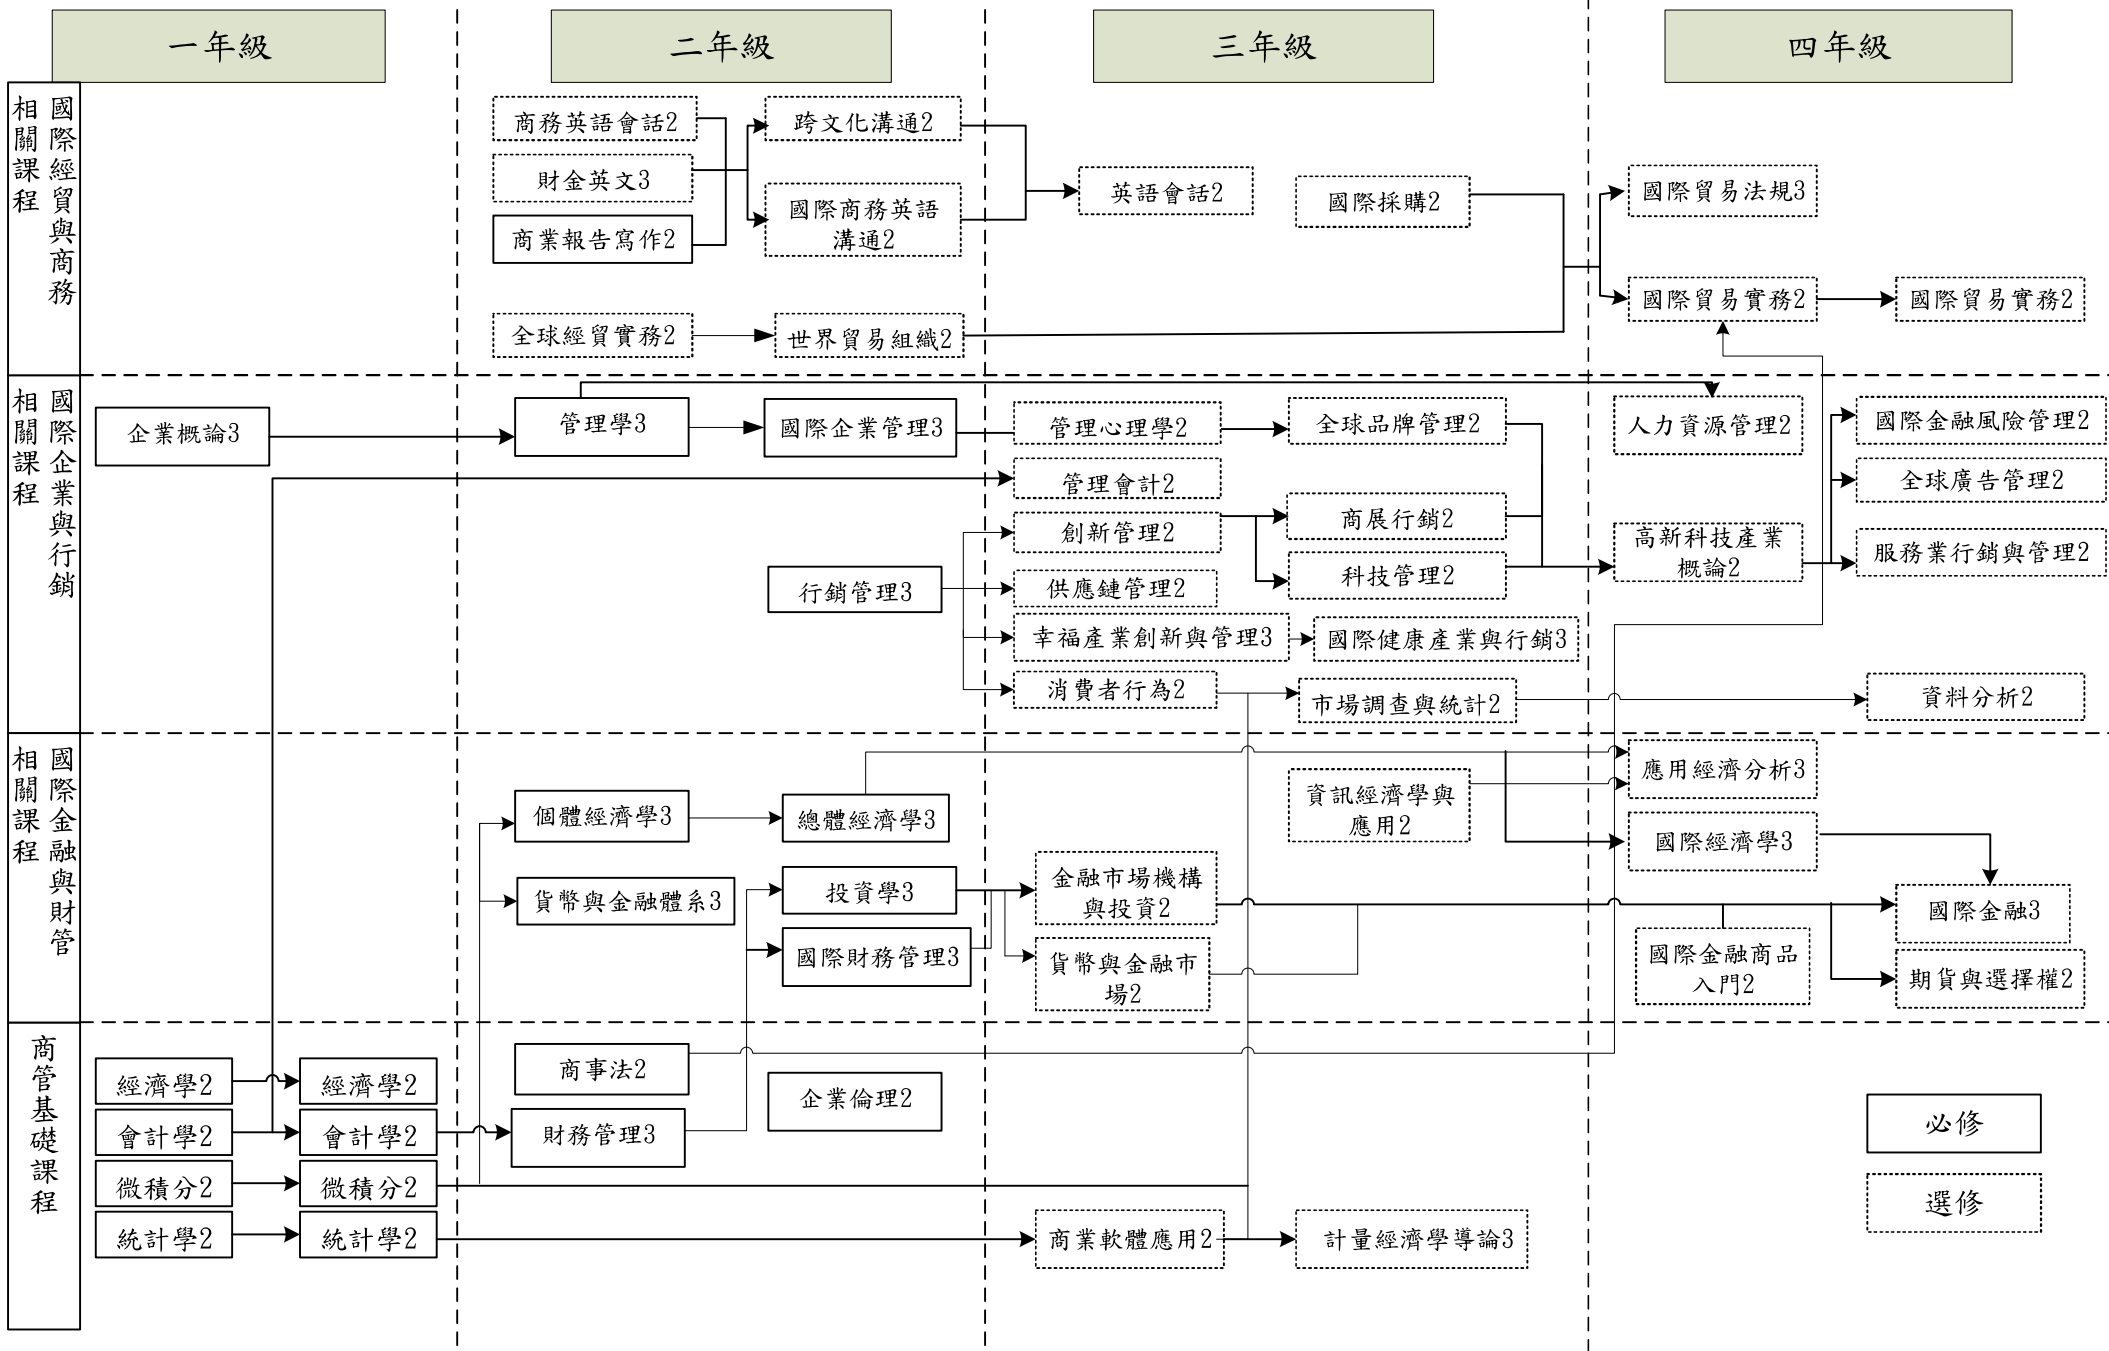 一年級
二年級
三年級
四年級
國際經貿與商務
相關課程
商務英語會話2
財金英文3
商業報告寫作2
跨文化溝通2
國際商務英語
溝通2
英語會話2
國際採購2
國際貿易法規3
國際貿易實務2
國際貿易實務2
全球經貿實務2
世界貿易組織2
國際企業與行銷
相關課程
企業概論3
管理學3
國際企業管理3
管理心理學2
全球品牌管理2
人力資源管理2
國際金融風險管理2
管理會計2
全球廣告管理2
創新管理2
商展行銷2
高新科技產業
概論2
服務業行銷與管理2
科技管理2
行銷管理3
供應鏈管理2
幸福產業創新與管理3
國際健康產業與行銷3
消費者行為2
市場調查與統計2
資料分析2
國際金融與財管
相關課程
個體經濟學3
總體經濟學3
資訊經濟學與
應用2
應用經濟分析3
國際經濟學3
貨幣與金融體系3
投資學3
金融市場機構
與投資2
國際金融3
國際財務管理3
貨幣與金融市
場2
國際金融商品
入門2
期貨與選擇權2
商管基礎課程
經濟學2
經濟學2
商事法2
企業倫理2
會計學2
會計學2
財務管理3
微積分2
微積分2
統計學2
統計學2
商業軟體應用2
計量經濟學導論3
必修
選修